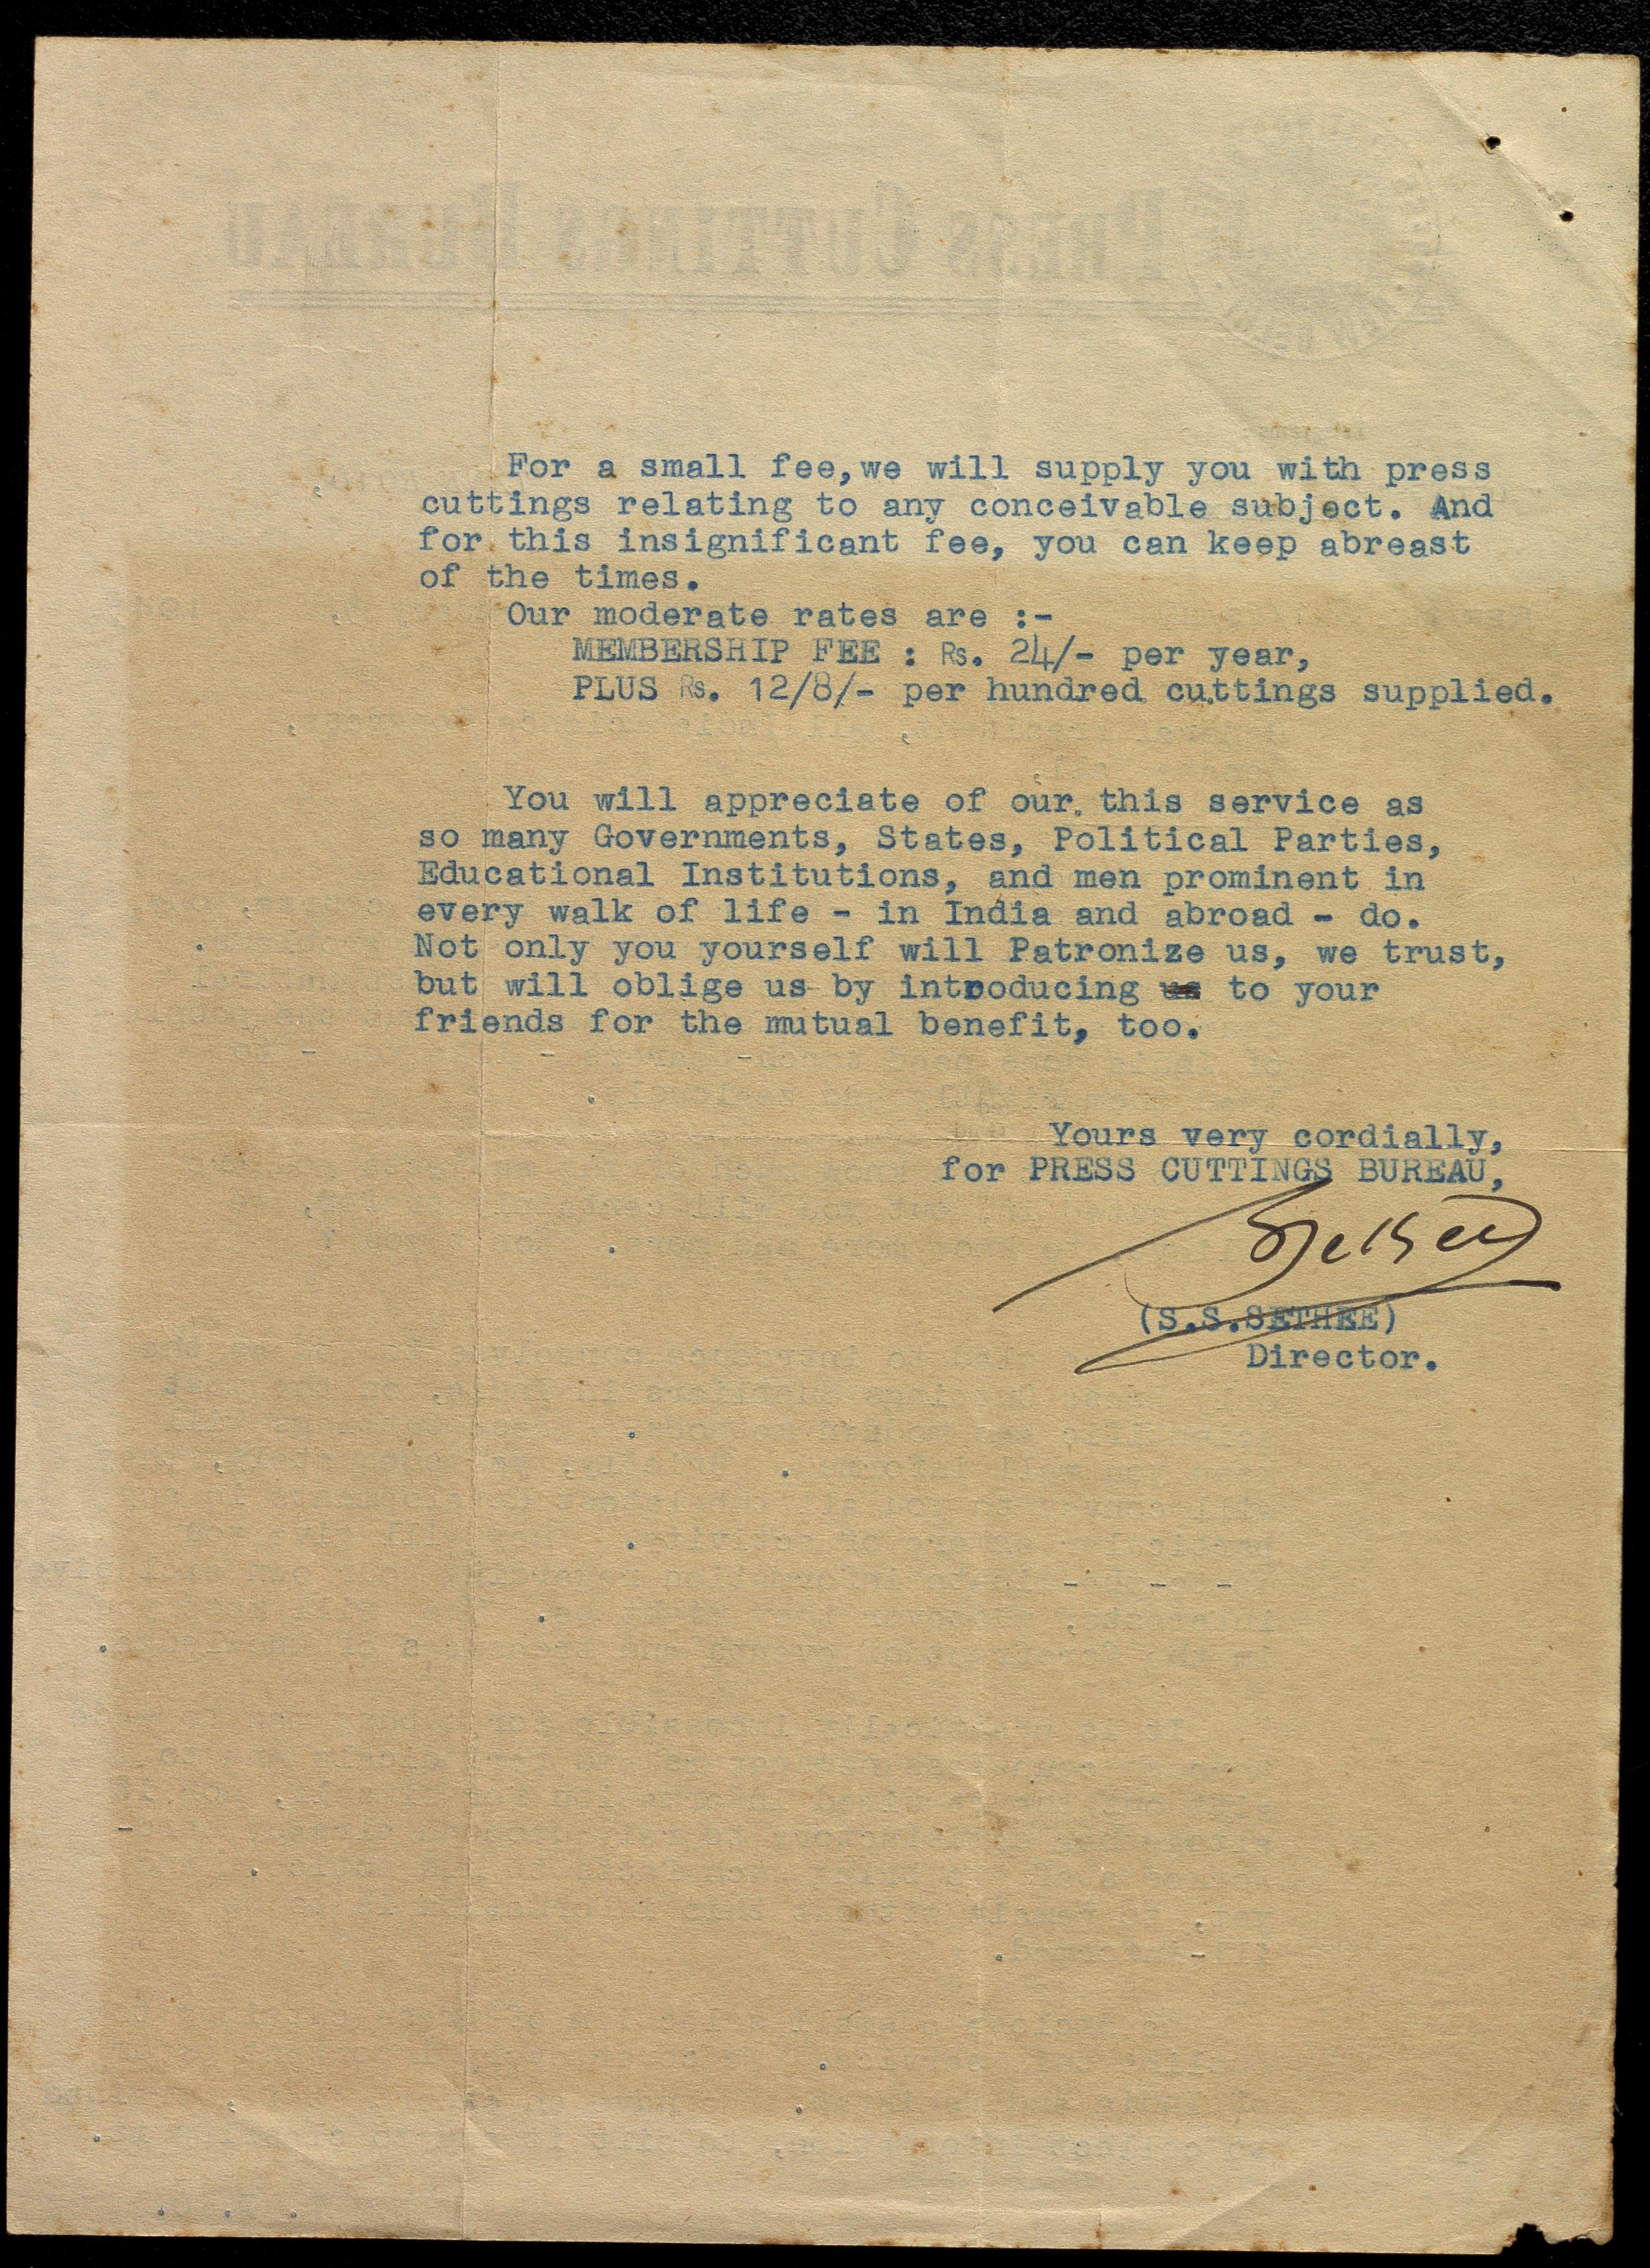 For a small fee,we will supply you with press
cuttings relating to any conceivable subject. And
for this insignificant fee, you can keep abreast
of the times.
Our moderate rates are :-
MEMBERSHIP FEE : Rs. 24/- per year,
PLUS Rs. 12/8/- per hundred cuttings supplied.
You will appreciate of our this service as
so many Governments, States, Political Parties,
Educational Institutions, and men prominent in
every walk of life - in India and abroad - do.
Not only you yourself will Patronize us, we trust,
but will oblige us by introducing us to your
friends for the mutual benefit, too.
Yours very cordially,
for PRESS CUTTINGS BUREAU,
(S.S.SETHEE)
Director.